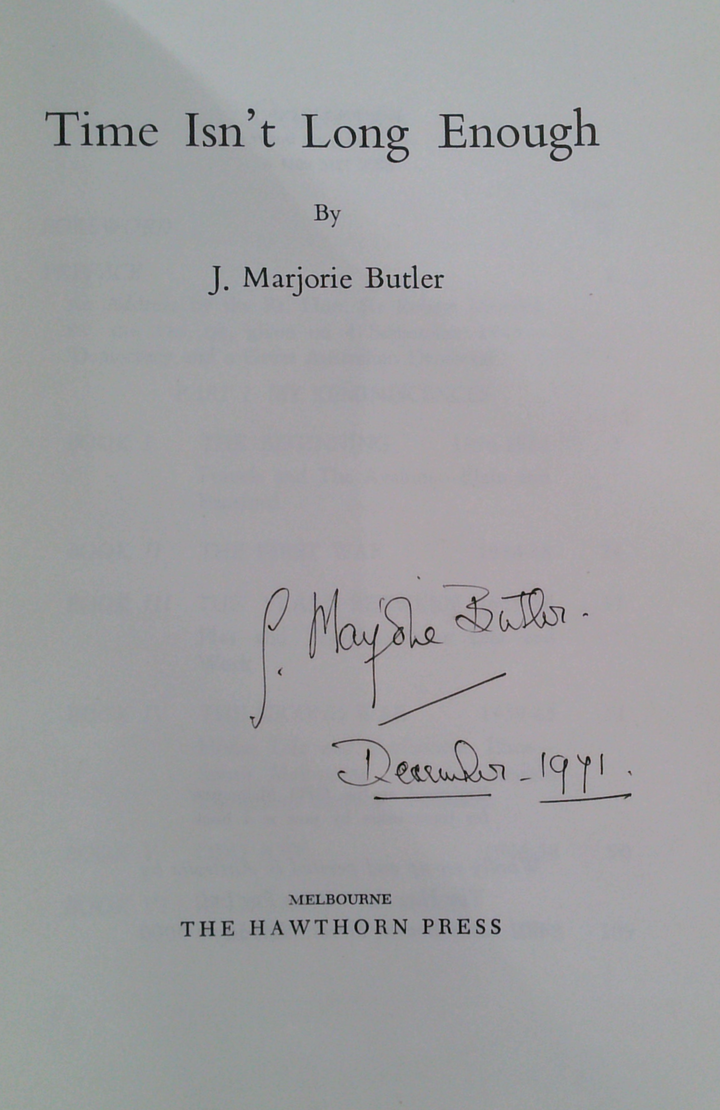 Time Isn't Long Enough
By
J. Marjorie Butler
J. Marjorie Butler.
December - 1971.
MELBOURNE
THE HAWTHORN PRESS